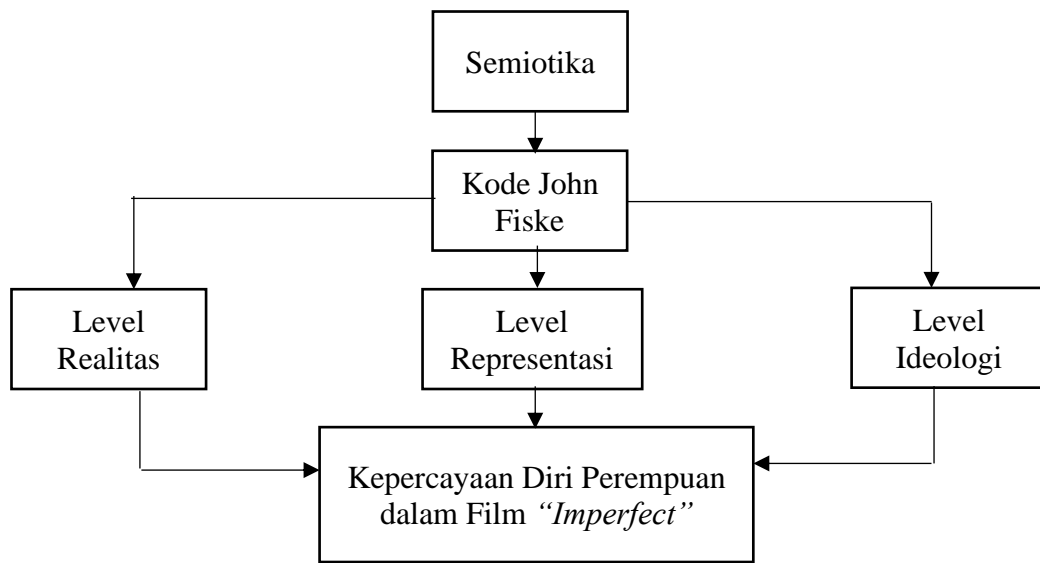 Semiotika
Kode John
Fiske
Level
Realitas
Level
Representasi
Level
Ideologi
Kepercayaan Diri Perempuan
dalam Film “Imperfect”